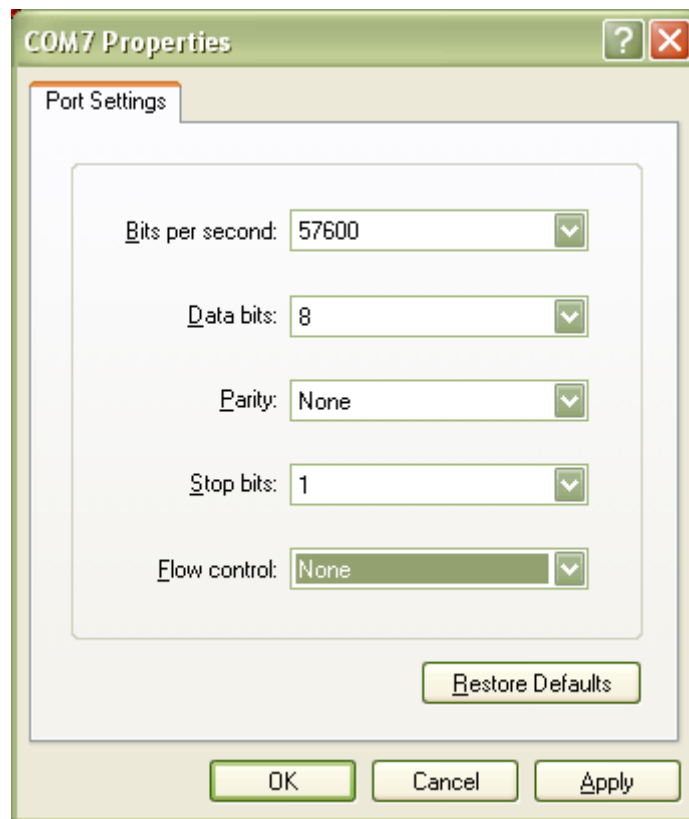 COM7 Properties
Port Settings
Bits per second: 57600
Data bits: 8
Parity: None
Stop bits: 1
Flow control: None
Restore Defaults
OK Cancel Apply